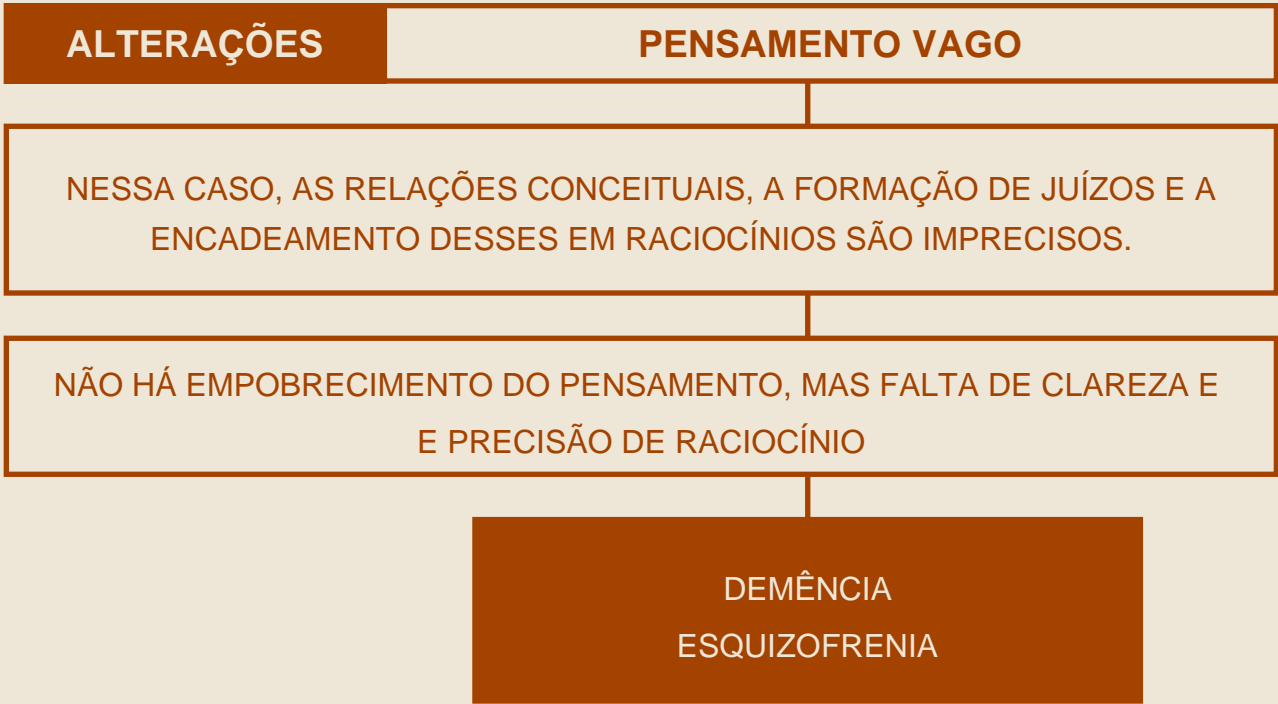 ALTERAÇÕES PENSAMENTO VAGO
NESSA CASO, AS RELAÇÕES CONCEITUAIS, A FORMAÇÃO DE JUÍZOS E A
ENCADEAMENTO DESSES EM RACIOCÍNIOS SÃO IMPRECISOS.
NÃO HÁ EMPOBRECIMENTO DO PENSAMENTO, MAS FALTA DE CLAREZA E
E PRECISÃO DE RACIOCÍNIO
DEMÊNCIA
ESQUIZOFRENIA